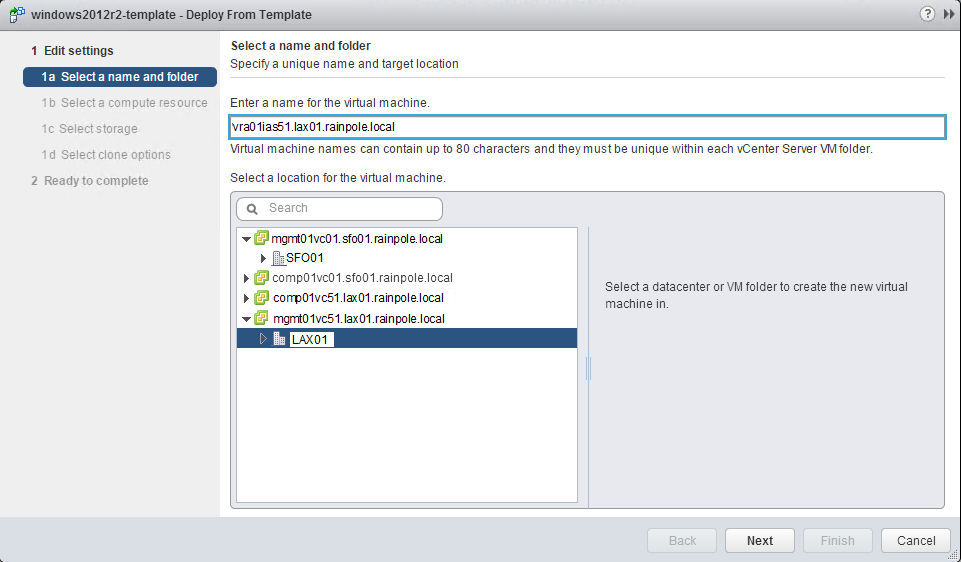 windows2012r2-template - Deploy From Template
1 Edit settings
1a Select a name and folder
1b Select a compute resource
1c Select storage
1d Select clone options
2 Ready to complete
Select a name and folder
Specify a unique name and target location
Enter a name for the virtual machine.
vra01ias51.lax01.rainpole.local
Virtual machine names can contain up to 80 characters and they must be unique within each vCenter Server VM folder.
Select a location for the virtual machine.
Search
mgmt01vc01.sfo01.rainpole.local
SFO01
comp01vc01.sfo01.rainpole.local
comp01vc51.lax01.rainpole.local
mgmt01vc51.lax01.rainpole.local
LAX01
Select a datacenter or VM folder to create the new virtual
machine in.
Back
Next
Finish
Cancel